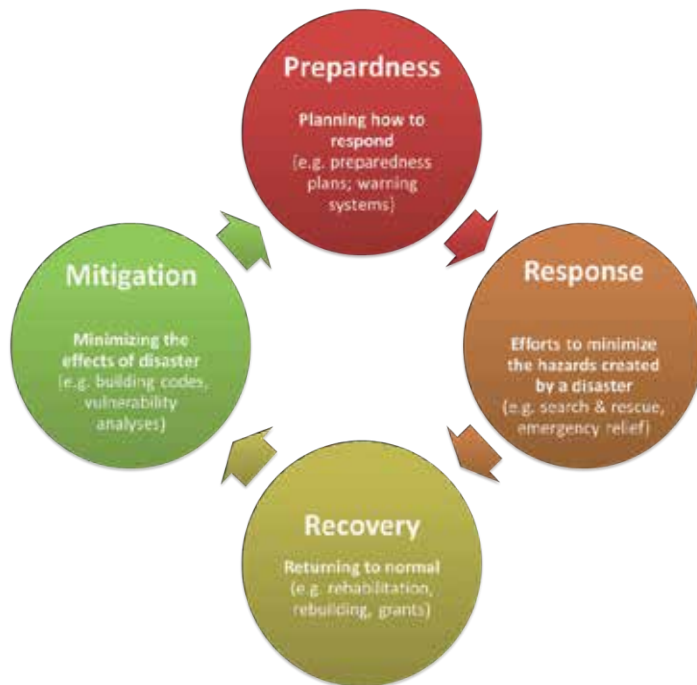 Prepardness
Planning how to
respond
(e.g. preparedness
plans; warning
systems)
Response
Efforts to minimize
the hazards created
by a disaster
(e.g. search & rescue,
emergency relief)
Recovery
Returning to normal
(e.g. rehabilitation,
rebuilding, grants)
Mitigation
Minimizing the
effects of disaster
(e.g. building codes,
vulnerability
analyses)